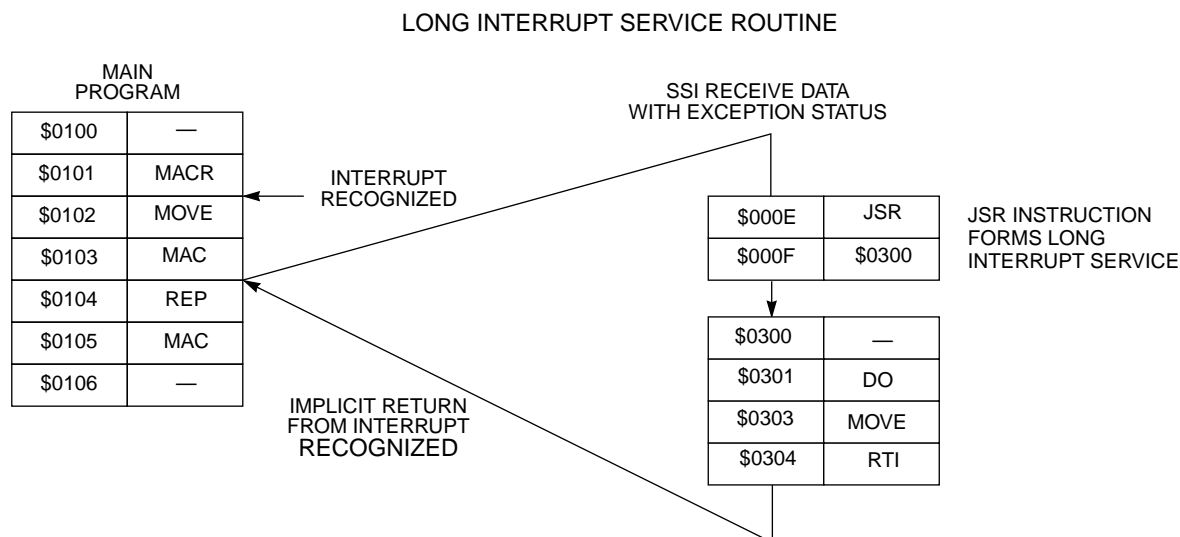 LONG INTERRUPT SERVICE ROUTINE
MAIN
PROGRAM
$0100 —
$0101 MACR
$0102 MOVE
$0103 MAC
$0104 REP
$0105 MAC
$0106 —
INTERRUPT
RECOGNIZED
SSI RECEIVE DATA
WITH EXCEPTION STATUS
$000E JSR
$000F $0300
JSR INSTRUCTION
FORMS LONG
INTERRUPT SERVICE
$0300 —
$0301 DO
$0303 MOVE
$0304 RTI
IMPLICIT RETURN
FROM INTERRUPT
RECOGNIZED